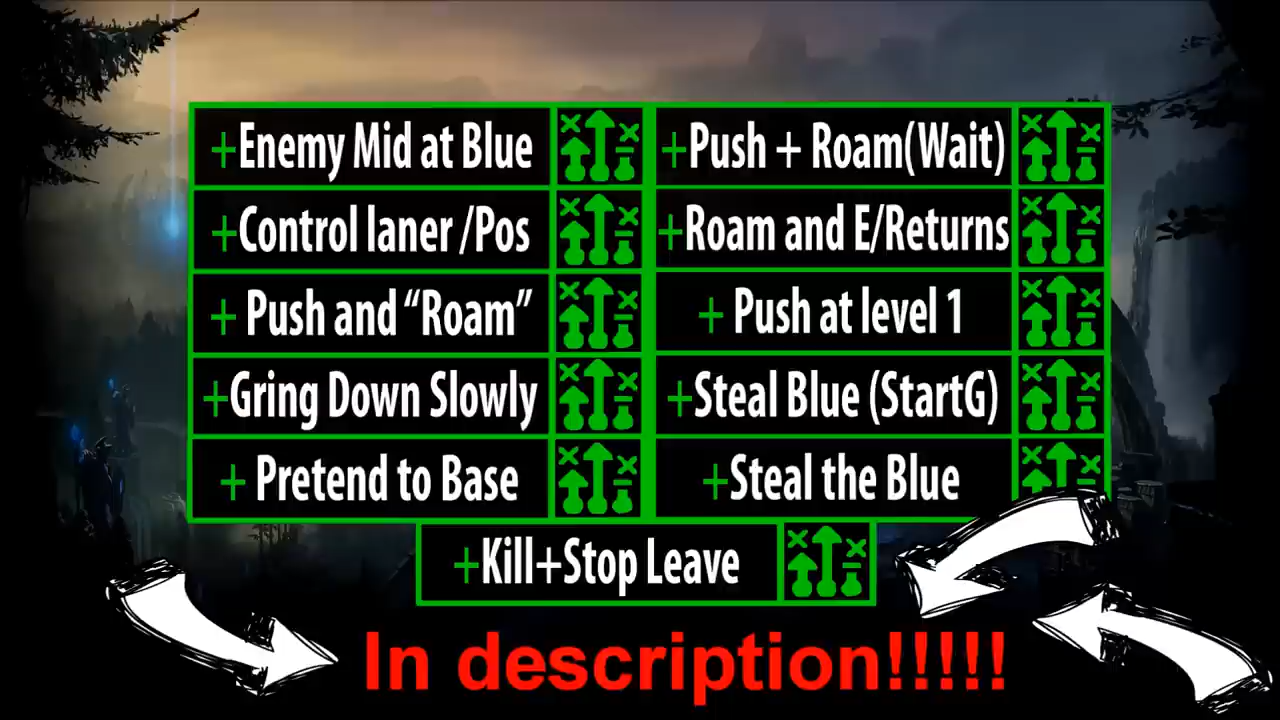 +Enemy Mid at Blue
+Push + Roam(Wait)
+Control laner /Pos
+Roam and E/Returns
+ Push and “Roam”
+ Push at level 1
+Gring Down Slowly
+Steal Blue (StartG)
+ Pretend to Base
+Steal the Blue
+Kill+Stop Leave
In description!!!!!